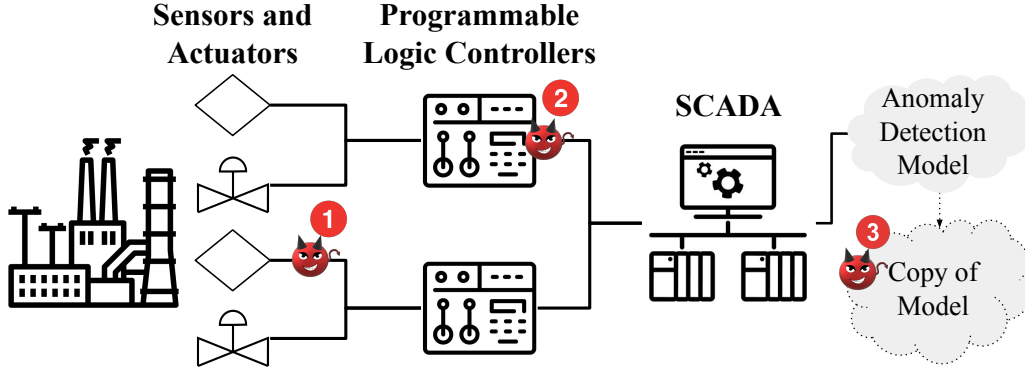 Sensors and
Actuators
Programmable
Logic Controllers
SCADA
Anomaly
Detection
Model
1
2
3
Copy of
Model